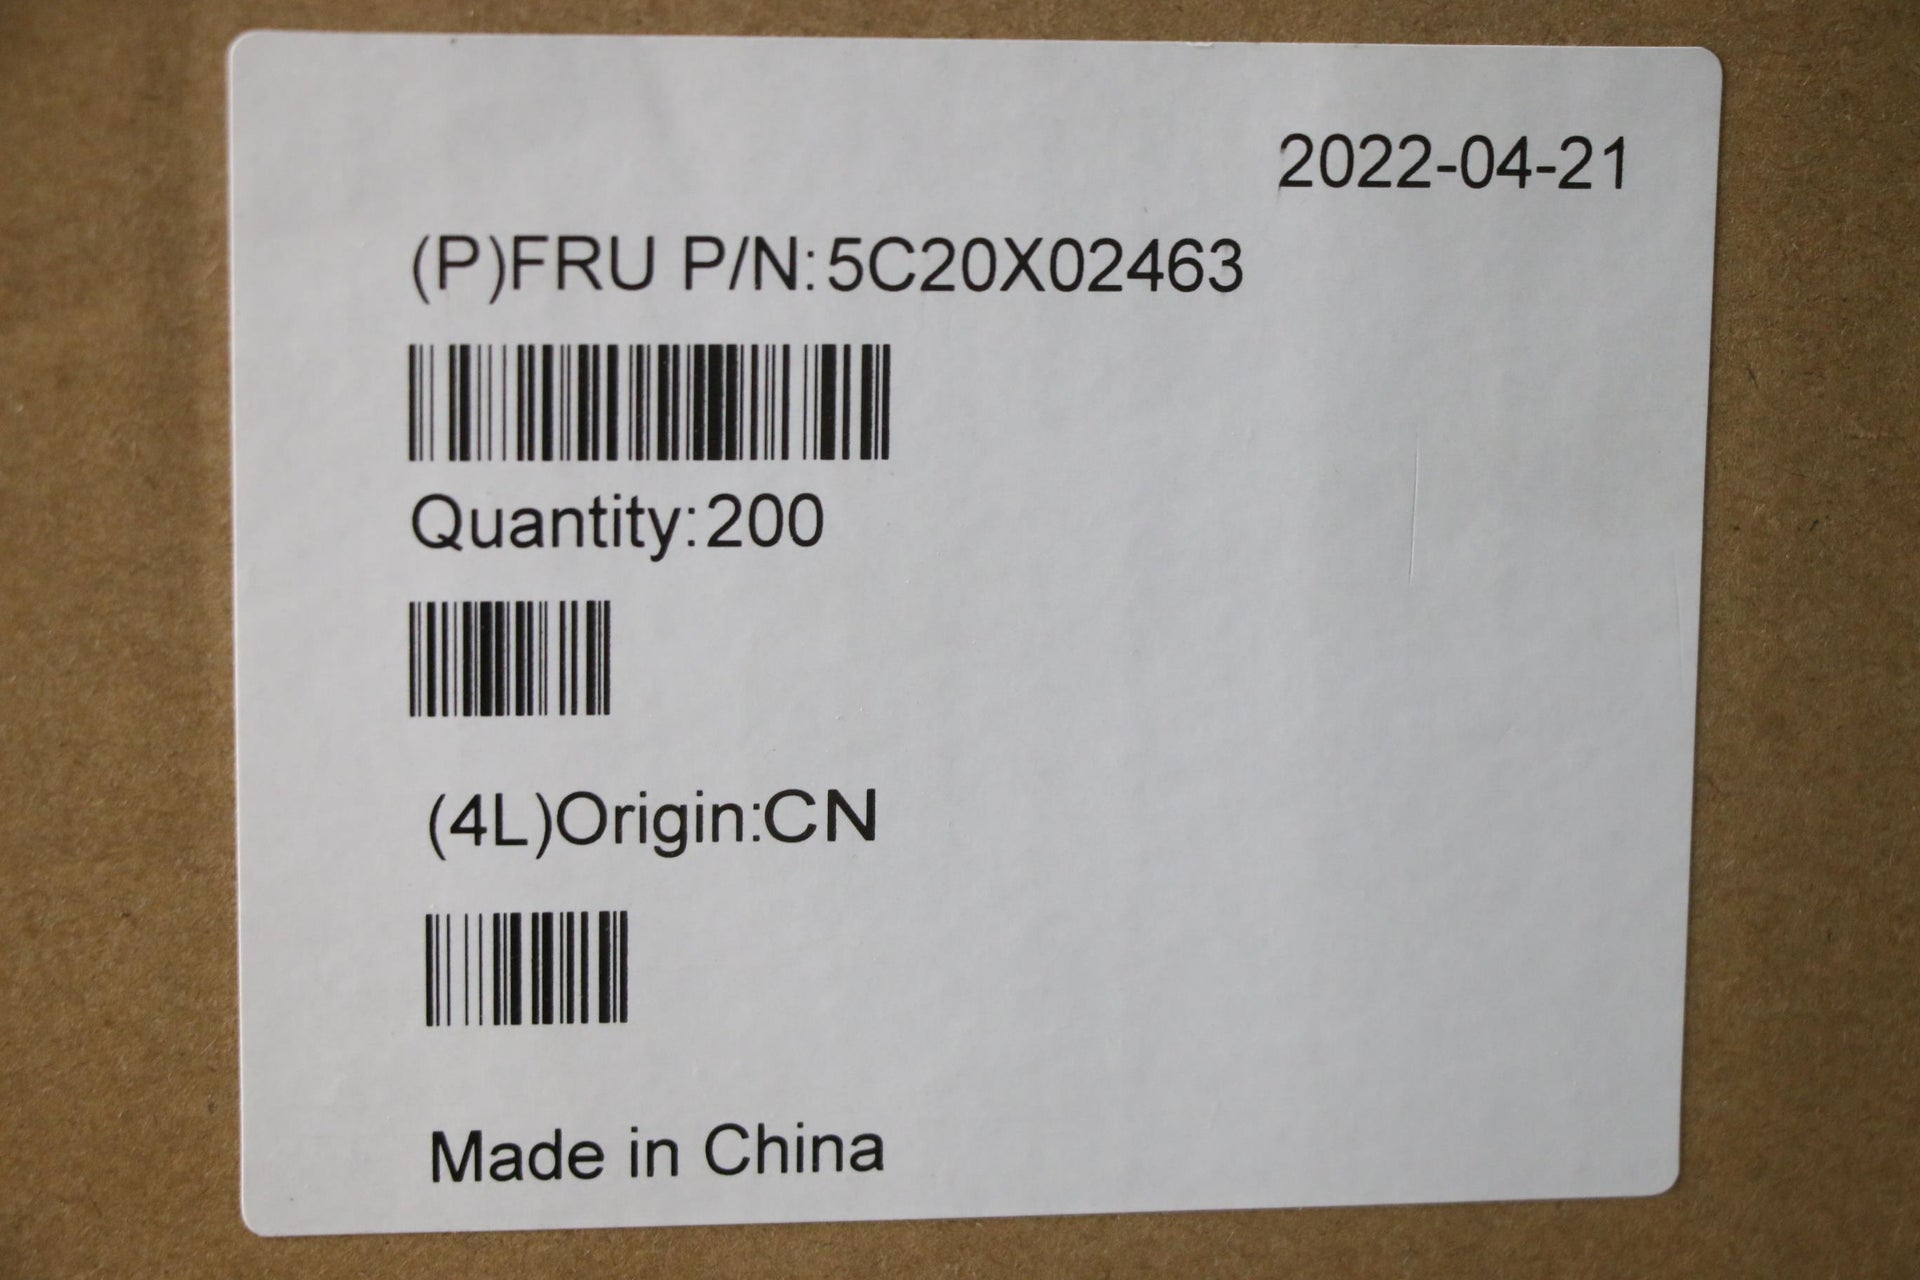 2022-04-21
(P)FRU P/N:5C20X02463
Quantity:200
(4L)Origin:CN
Made in China